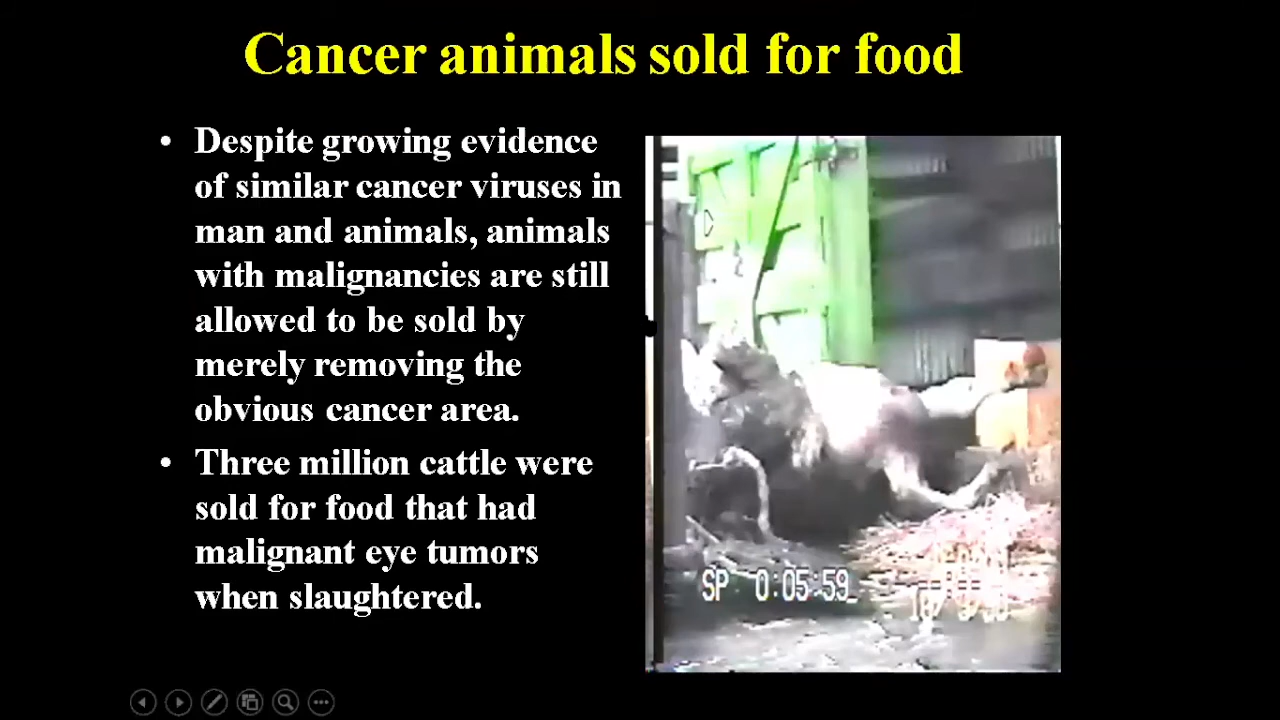 Cancer animals sold for food
• Despite growing evidence
of similar cancer viruses in
man and animals, animals
with malignancies are still
allowed to be sold by
merely removing the
obvious cancer area.
• Three million cattle were
sold for food that had
malignant eye tumors
when slaughtered.
SP 0:05:59